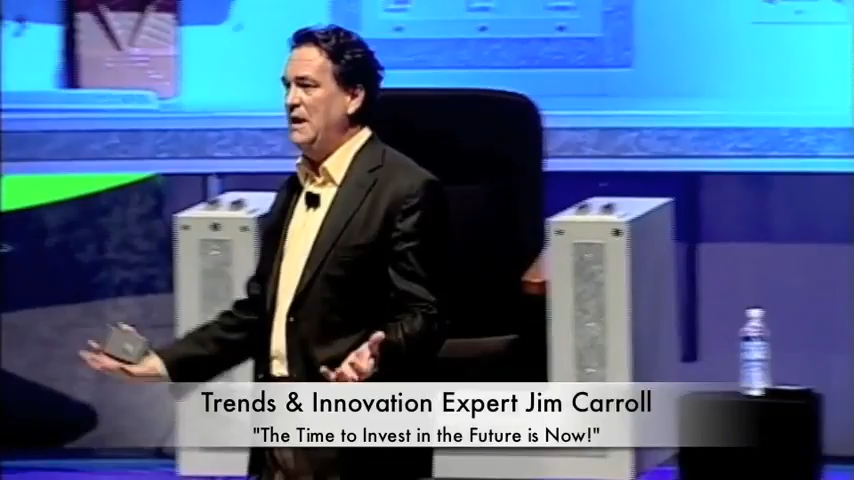 Trends & Innovation Expert Jim Carroll
"The Time to Invest in the Future is Now!"